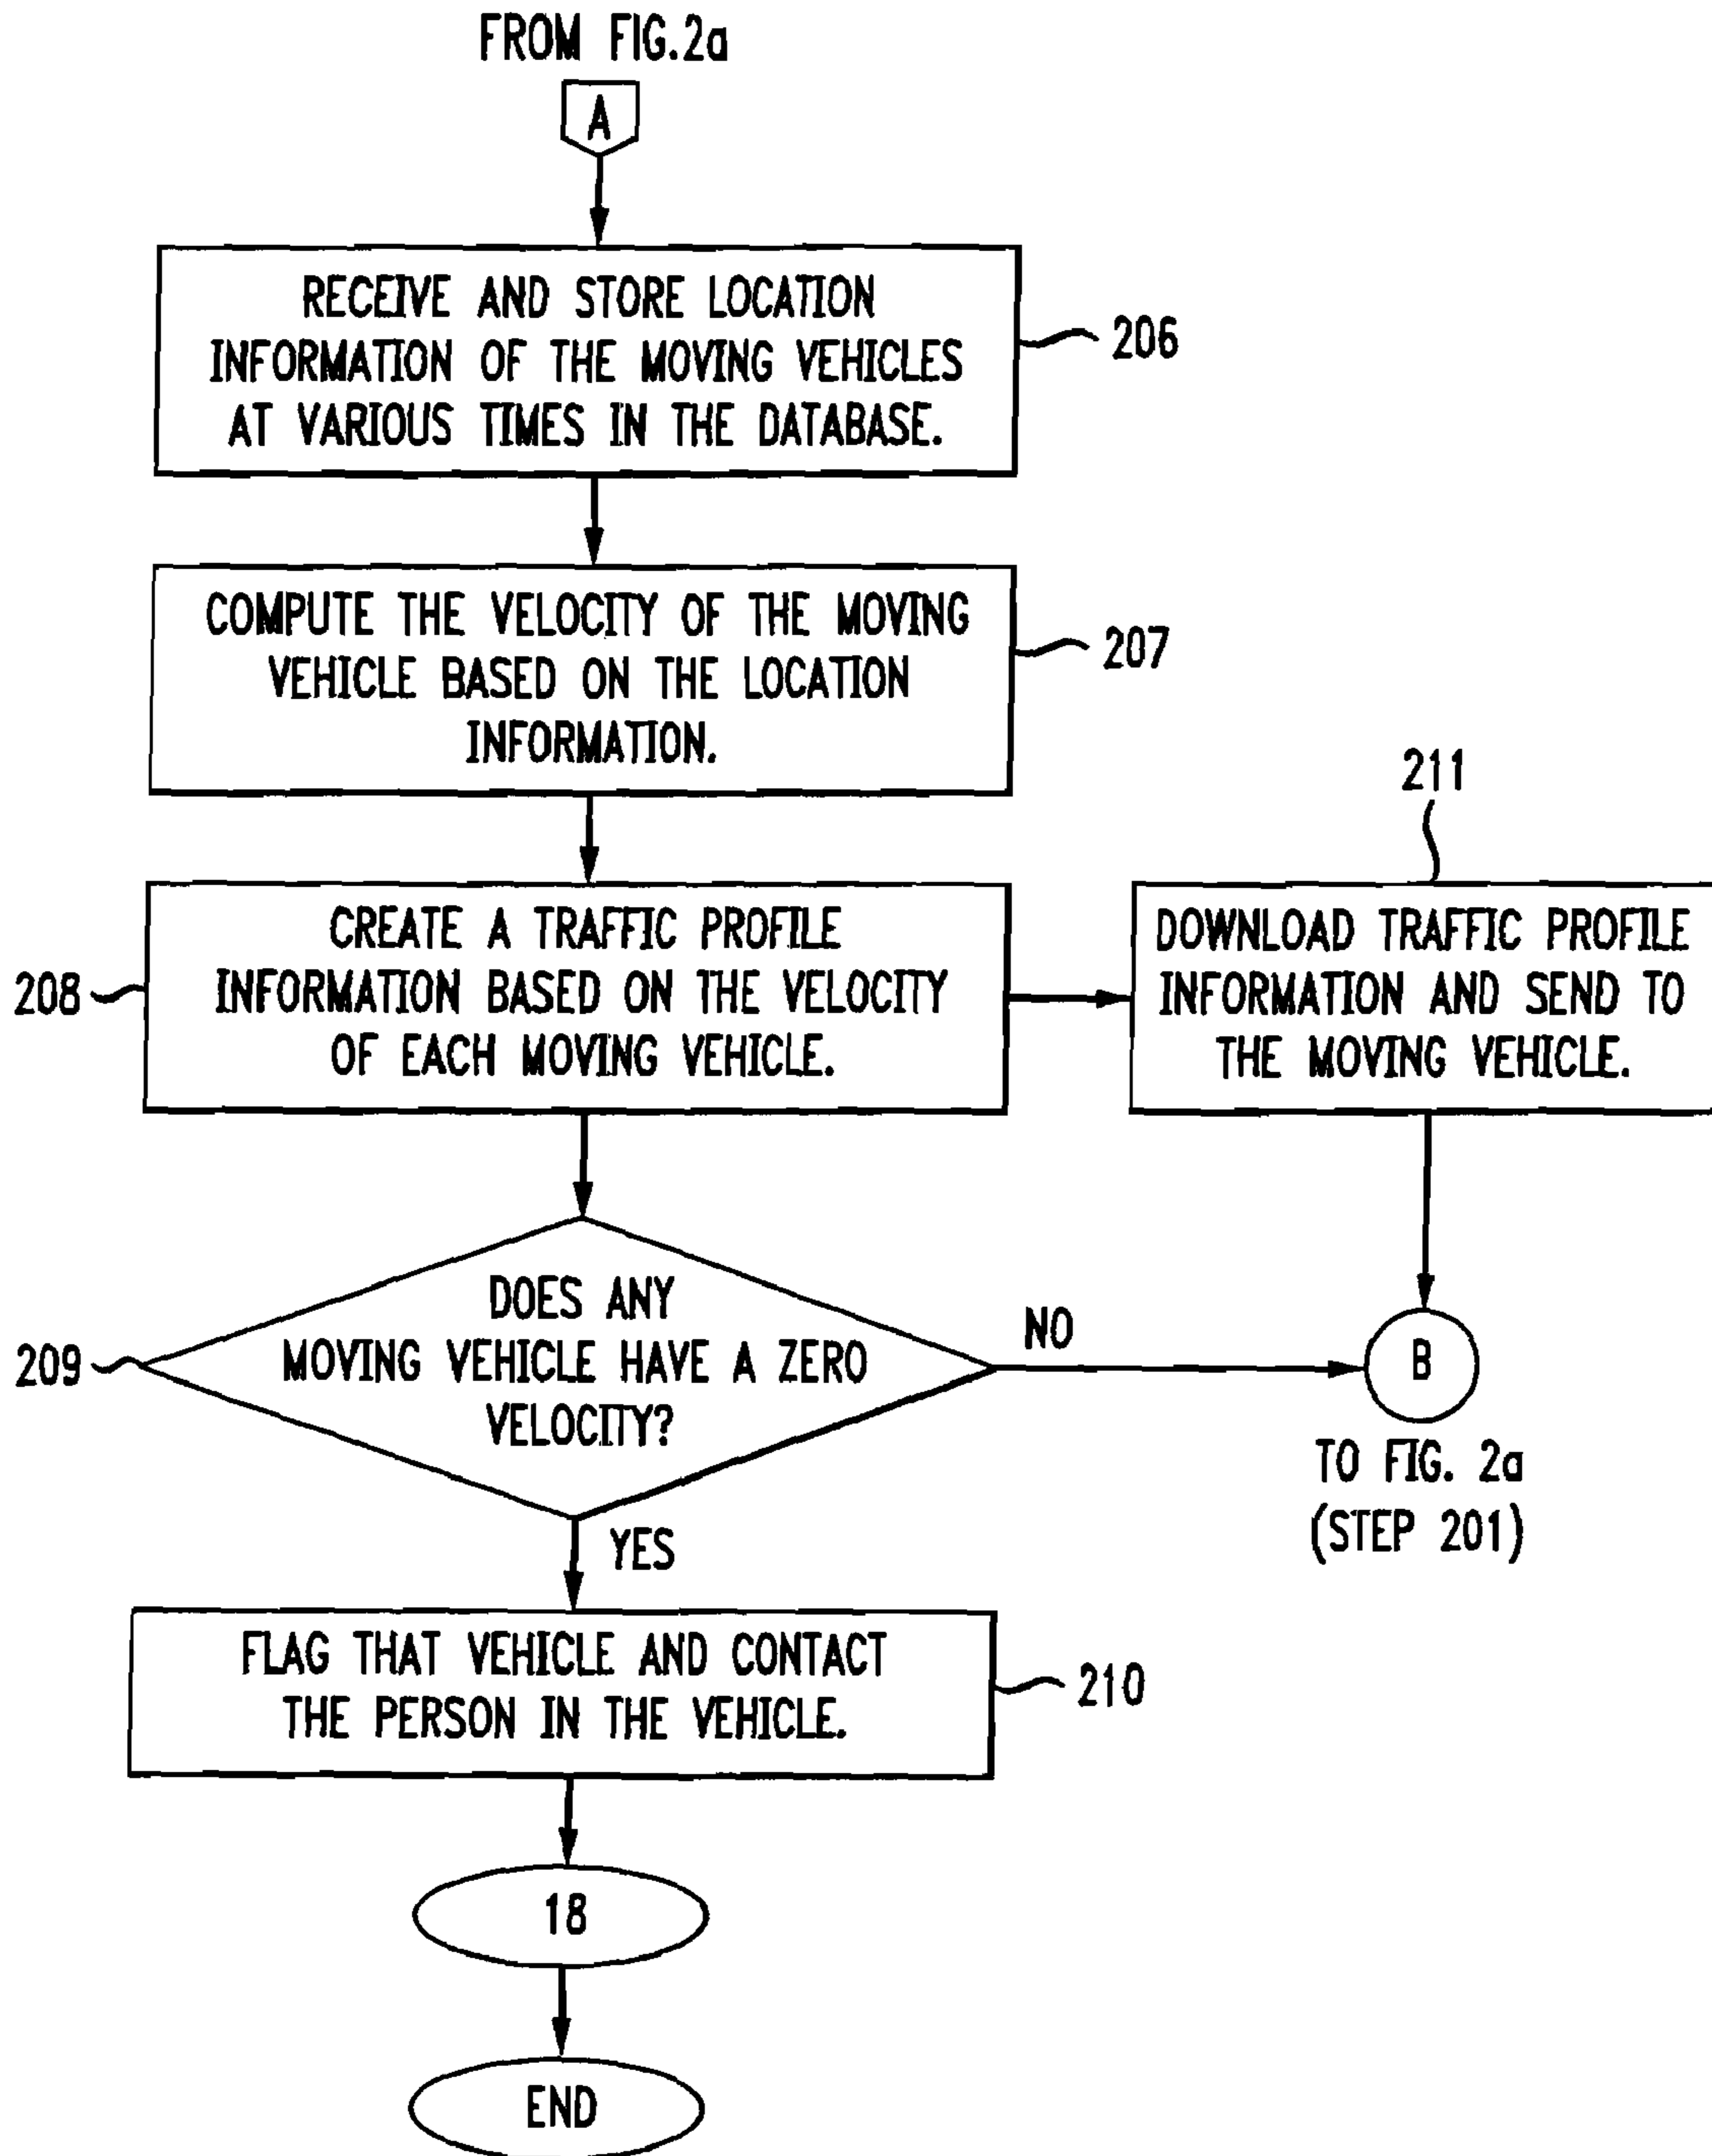 FROM FIG.2a
A
RECEIVE AND STORE LOCATION
INFORMATION OF THE MOVING VEHICLES
AT VARIOUS TIMES IN THE DATABASE.
206
COMPUTE THE VELOCITY OF THE MOVING
VEHICLE BASED ON THE LOCATION
INFORMATION.
207
208
CREATE A TRAFFIC PROFILE
INFORMATION BASED ON THE VELOCITY
OF EACH MOVING VEHICLE.
211
DOWNLOAD TRAFFIC PROFILE
INFORMATION AND SEND TO
THE MOVING VEHICLE.
209
DOES ANY
MOVING VEHICLE HAVE A ZERO
VELOCITY?
NO
B
TO FIG. 2a
(STEP 201)
YES
FLAG THAT VEHICLE AND CONTACT
THE PERSON IN THE VEHICLE.
210
18
END